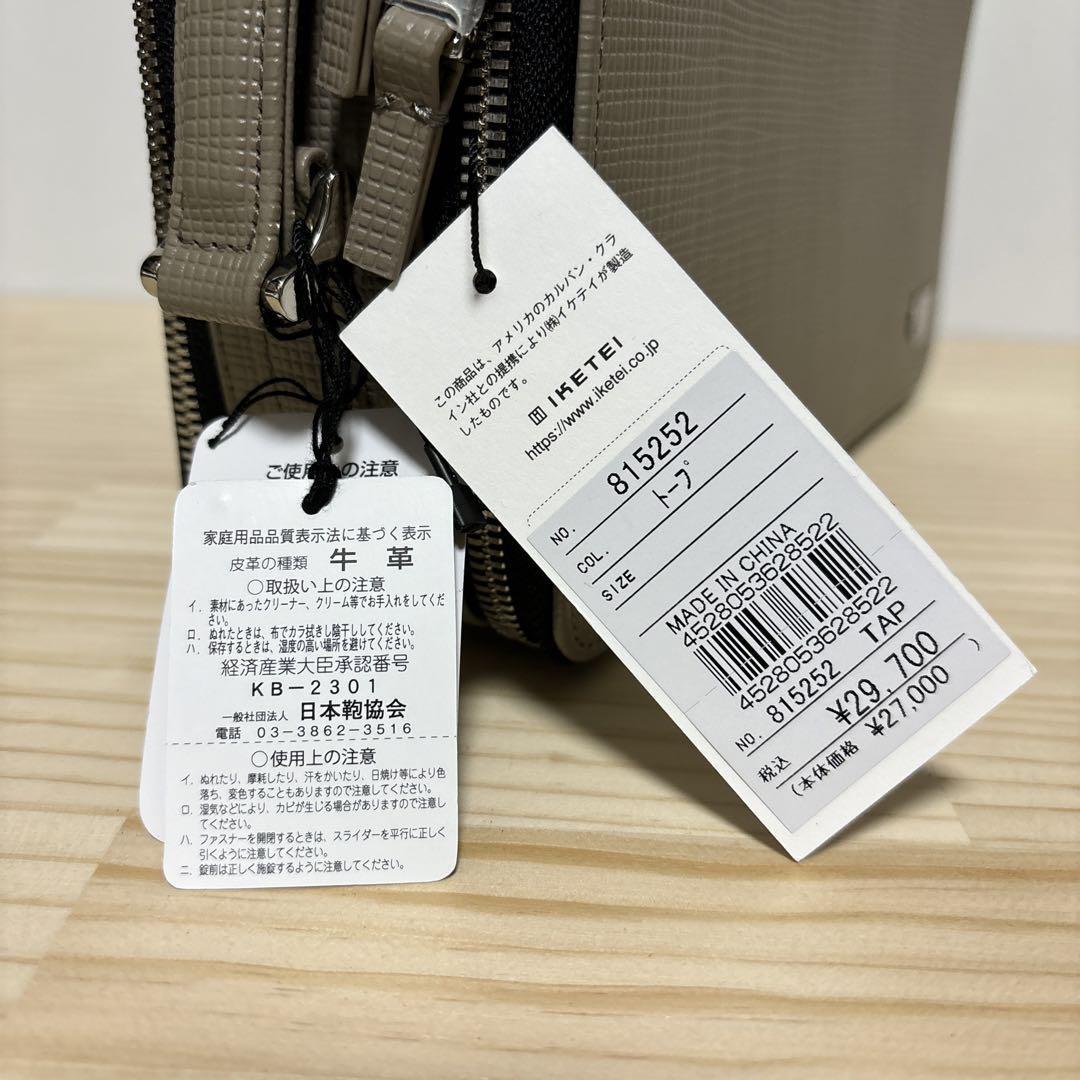 ご使用上の注意
家庭用品品質表示法に基づく表示
皮革の種類 牛革
〇取扱い上の注意
イ. 素材にあったクリーナー、クリーム等でお手入れをしてください。
ロ. ぬれたときは、布でカラ拭きし陰干ししてください。
ハ. 保存するときは、湿度の高い場所を避けてください。
経済産業大臣承認番号
KB-2301
一般社団法人 日本鞄協会
電話 03-3862-3516
〇使用上の注意
イ. ぬれたり、摩耗したり、汗をかいたり、日焼け等により色
落ち、変色することもありますので注意してください。
ロ. 湿気などにより、カビが生じる場合がありますので注意し
てください。
ハ. ファスナーを開閉するときは、スライダーを平行に正しく
引くように注意してください。
ニ. 錠前は正しく施錠するように注意してください。
この商品は、アメリカのカルバン・クラ
イン社との提携により㈱イケテイが製造
したものです。
IKETEI
https://www.iketei.co.jp
NO. 815252
COL. トープ
SIZE
MADE IN CHINA
4528053628522
4528053628522
815252 TAP
NO.
税込 ¥29,700
(本体価格 ¥27,000 )